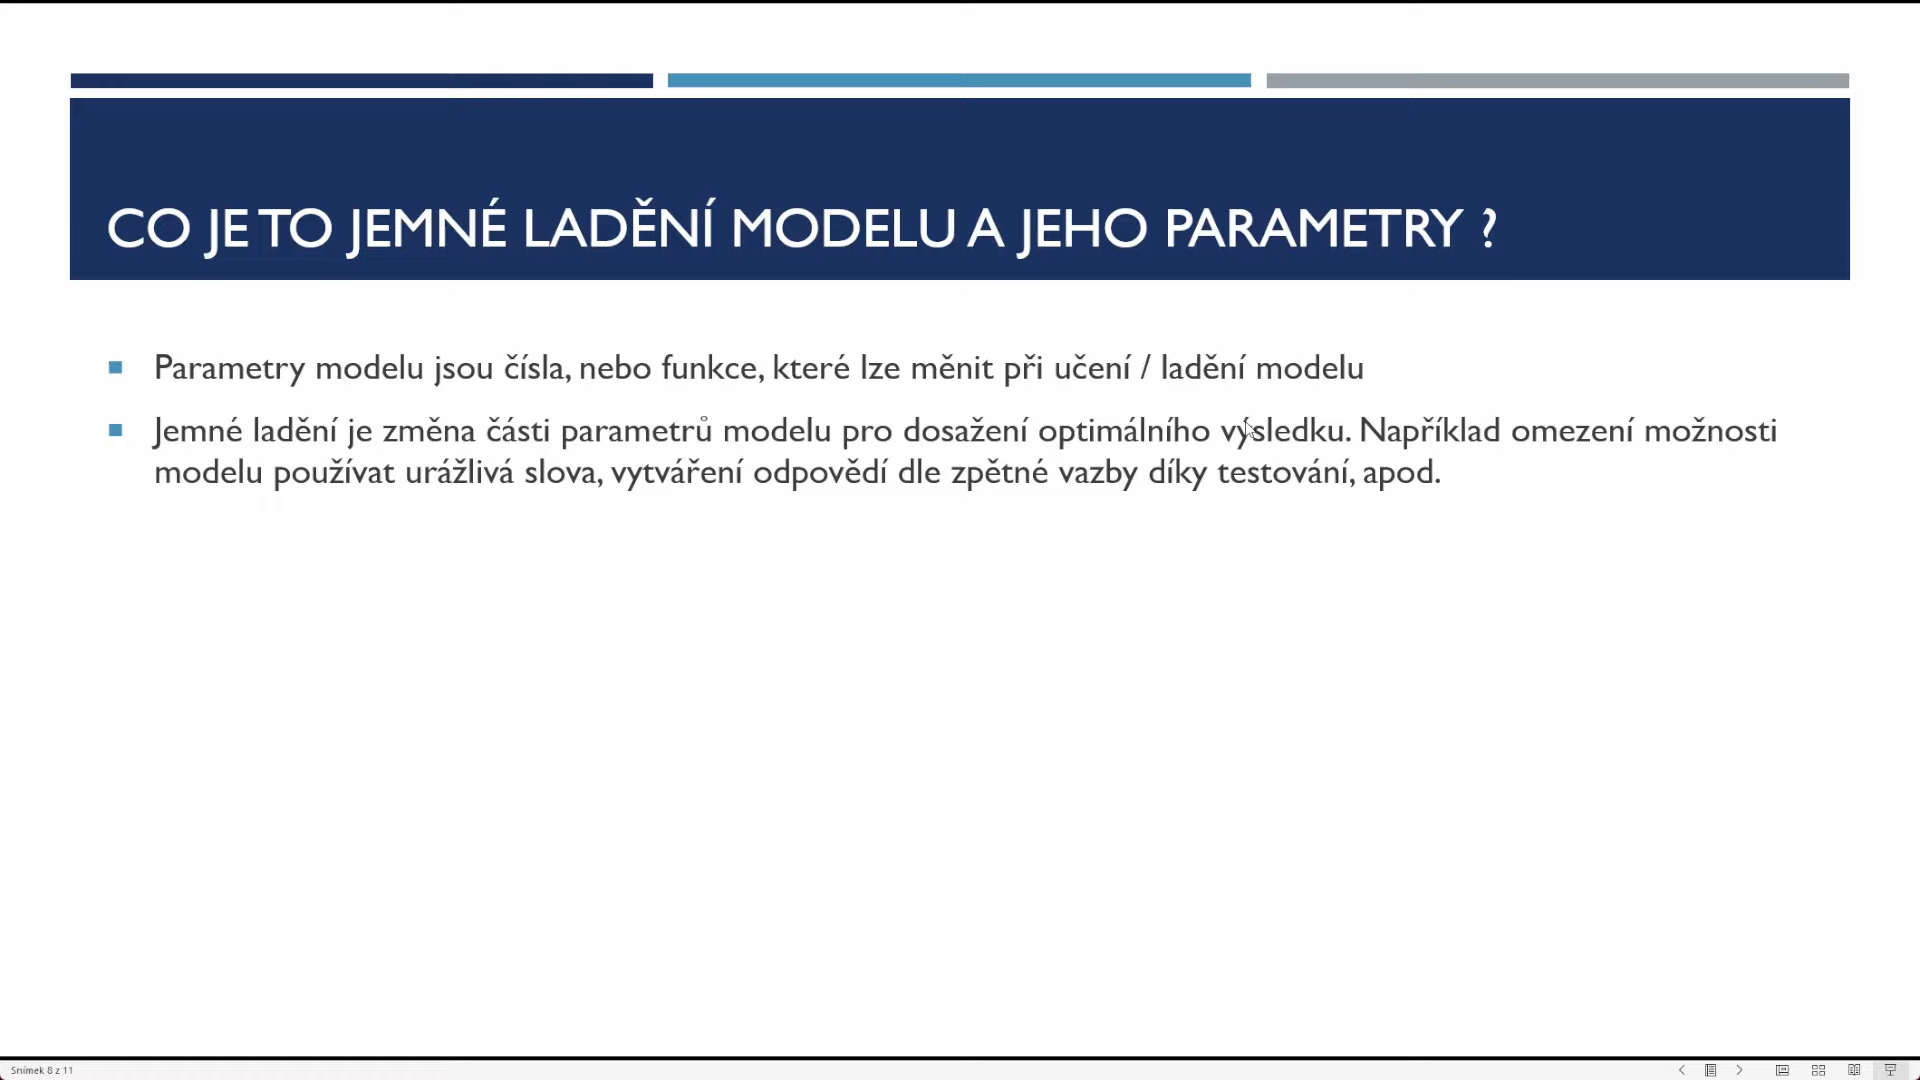 CO JE TO JEMNÉ LADĚNÍ MODELU A JEHO PARAMETRY ?
Parametry modelu jsou čísla, nebo funkce, které lze měnit při učení / ladění modelu
Jemné ladění je změna části parametrů modelu pro dosažení optimálního výsledku. Například omezení možnosti
modelu používat urážlivá slova, vytváření odpovědí dle zpětné vazby díky testování, apod.
Snímek 8 z 11